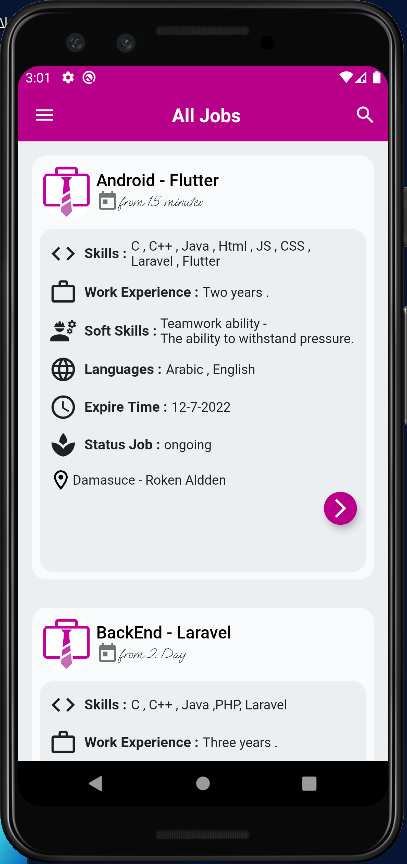 3:01
All Jobs
Android - Flutter
from 15 minutes
Skills : C , C++ , Java , Html , JS , CSS ,
Laravel , Flutter
Work Experience : Two years .
Soft Skills : Teamwork ability -
The ability to withstand pressure.
Languages : Arabic , English
Expire Time : 12-7-2022
Status Job : ongoing
Damasuce - Roken Aldden
BackEnd - Laravel
from 2 Day
Skills : C , C++ , Java ,PHP, Laravel
Work Experience : Three years .